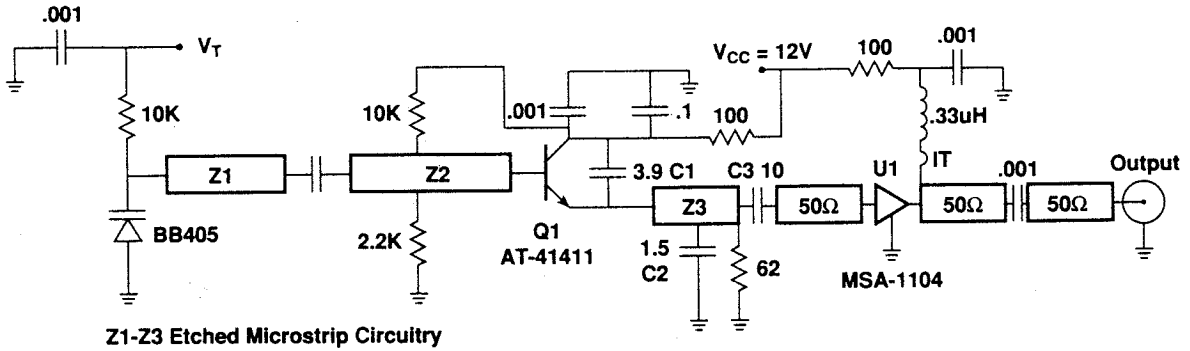 .001
V_T
10K
Z1
BB405
10K
Z2
2.2K
.001
.1
100
V_CC = 12V
100
.001
.33uH
IT
3.9 C1
Q1
AT-41411
Z3
1.5
C2
62
C3 10
50Ω
U1
MSA-1104
50Ω
.001
50Ω
Output
Z1-Z3 Etched Microstrip Circuitry